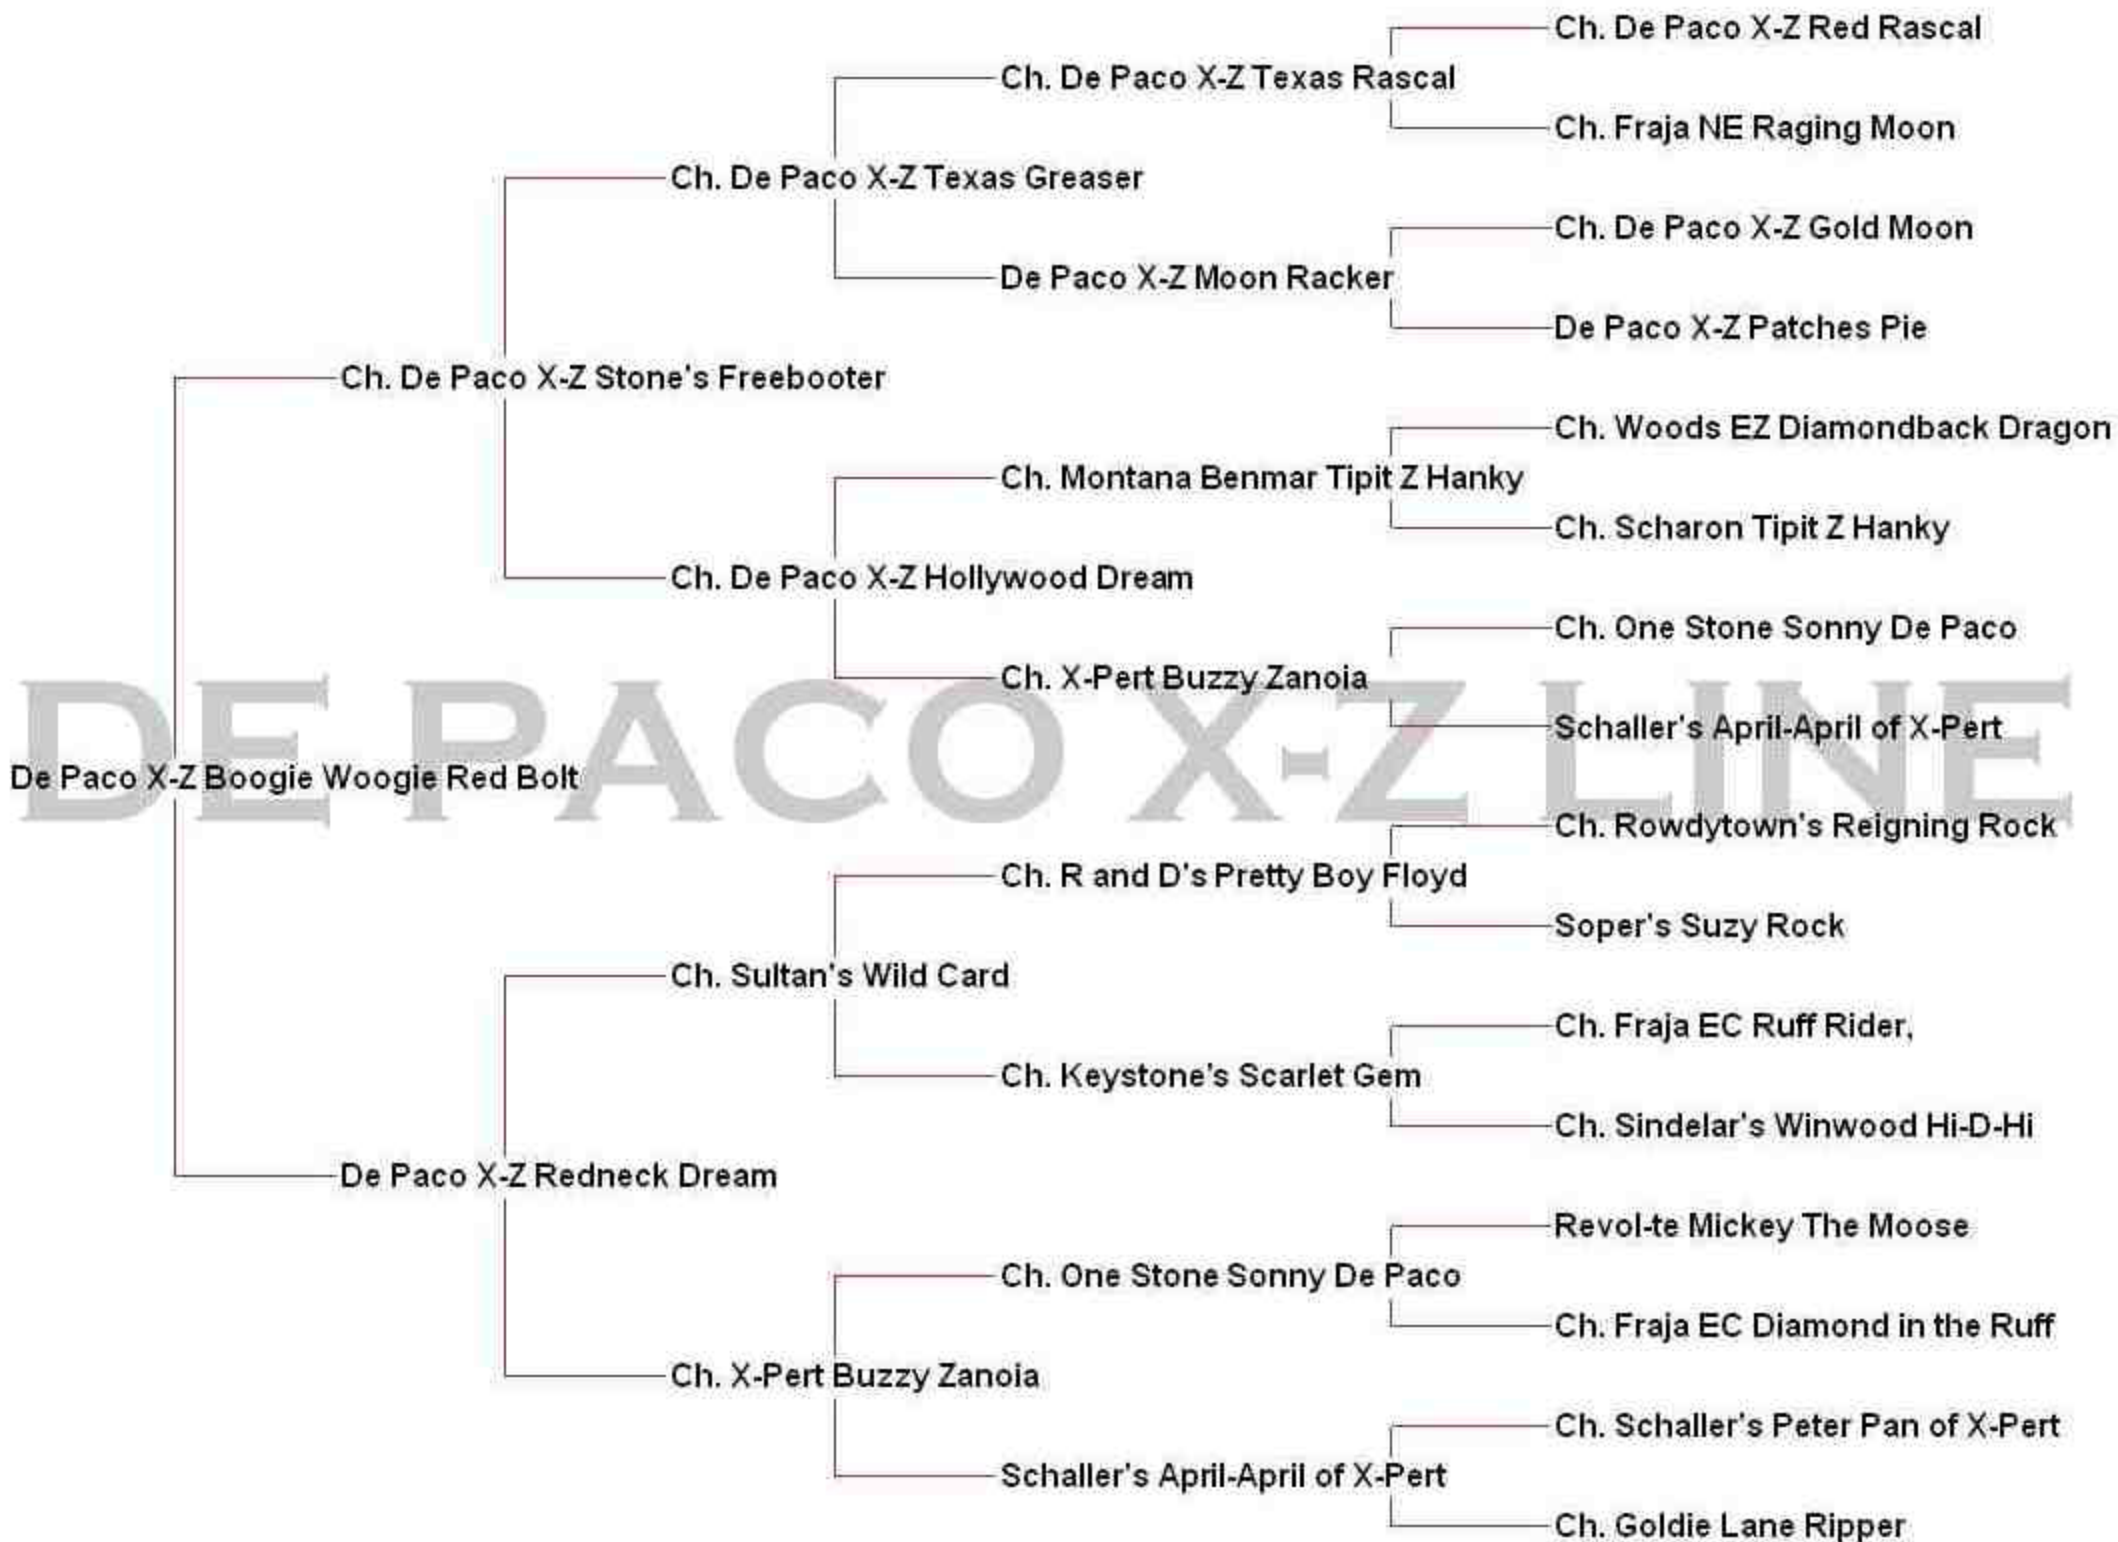 Ch. De Paco X-Z Red Rascal
Ch. De Paco X-Z Texas Rascal
Ch. Fraja NE Raging Moon
Ch. De Paco X-Z Texas Greaser
Ch. De Paco X-Z Gold Moon
De Paco X-Z Moon Racker
De Paco X-Z Patches Pie
Ch. De Paco X-Z Stone's Freebooter
Ch. Woods EZ Diamondback Dragon
Ch. Montana Benmar Tipit Z Hanky
Ch. Scharon Tipit Z Hanky
Ch. De Paco X-Z Hollywood Dream
Ch. One Stone Sonny De Paco
Ch. X-Pert Buzzy Zanoia
Schaller's April-April of X-Pert
DE PACO X-Z LINE
De Paco X-Z Boogie Woogie Red Bolt
Ch. Rowdytown's Reigning Rock
Ch. R and D's Pretty Boy Floyd
Soper's Suzy Rock
Ch. Sultan's Wild Card
Ch. Fraja EC Ruff Rider,
Ch. Keystone's Scarlet Gem
Ch. Sindelar's Winwood Hi-D-Hi
De Paco X-Z Redneck Dream
Revol-te Mickey The Moose
Ch. One Stone Sonny De Paco
Ch. Fraja EC Diamond in the Ruff
Ch. X-Pert Buzzy Zanoia
Ch. Schaller's Peter Pan of X-Pert
Schaller's April-April of X-Pert
Ch. Goldie Lane Ripper